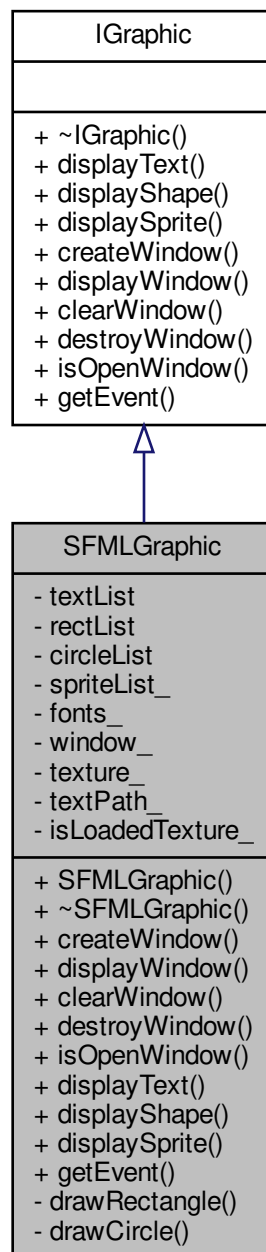 IGraphic
+ ~IGraphic()
+ displayText()
+ displayShape()
+ displaySprite()
+ createWindow()
+ displayWindow()
+ clearWindow()
+ destroyWindow()
+ isOpenWindow()
+ getEvent()
SFMLGraphic
- textList
- rectList
- circleList
- spriteList_
- fonts_
- window_
- texture_
- textPath_
- isLoadedTexture_
+ SFMLGraphic()
+ ~SFMLGraphic()
+ createWindow()
+ displayWindow()
+ clearWindow()
+ destroyWindow()
+ isOpenWindow()
+ displayText()
+ displayShape()
+ displaySprite()
+ getEvent()
- drawRectangle()
- drawCircle()